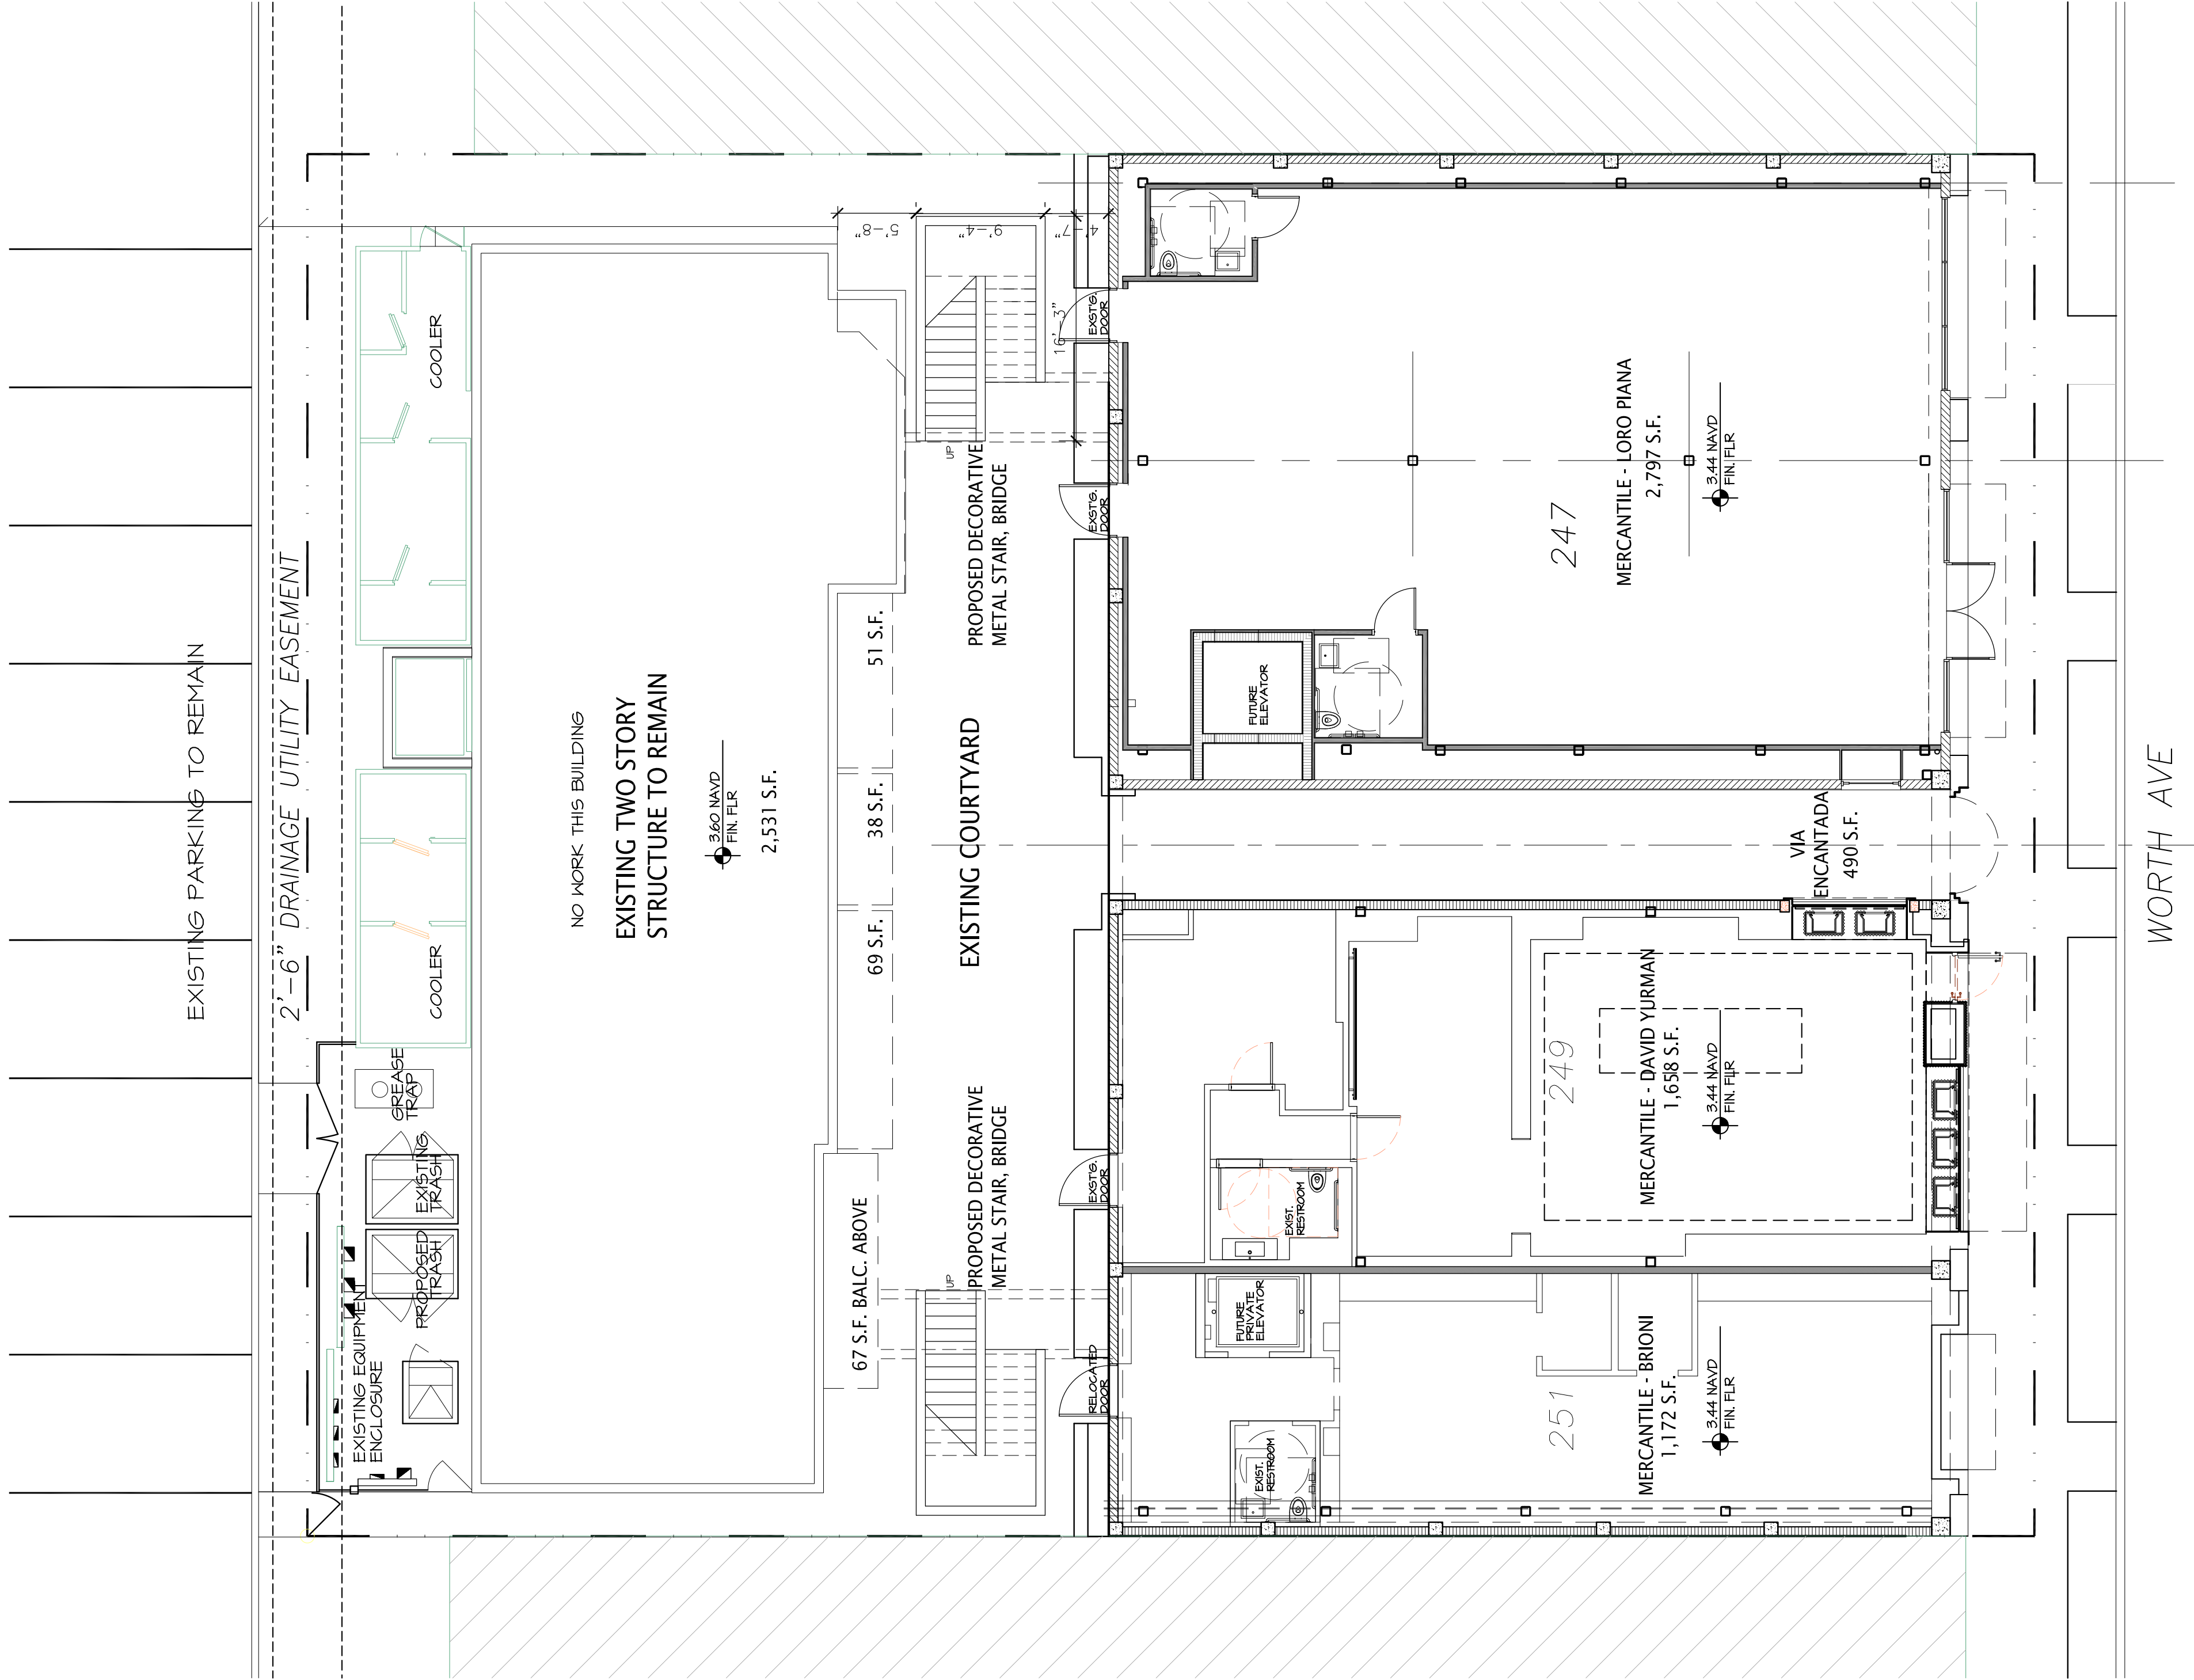 EXISTING PARKING TO REMAIN
2'-6" DRAINAGE UTILITY EASEMENT
COOLER
COOLER
GREASE
TRAP
EXISTING
TRASH
PROPOSED
TRASH
EXISTING EQUIPMEN
ENCLOSURE
NO WORK THIS BUILDING
EXISTING TWO STORY
STRUCTURE TO REMAIN
3.60 NAVD
FIN. FLR
2,531 S.F.
51 S.F.
38 S.F.
69 S.F.
67 S.F. BALC. ABOVE
5'-8"
9'-4"
4'-7"
16'-3"
UP
PROPOSED DECORATIVE
METAL STAIR, BRIDGE
EXISTING COURTYARD
PROPOSED DECORATIVE
METAL STAIR, BRIDGE
UP
EXST'G.
DOOR
EXST'G.
DOOR
EXST'G.
DOOR
RELOCATED
DOOR
FUTURE
ELEVATOR
247
MERCANTILE - LORO PIANA
2,797 S.F.
3.44 NAVD
FIN. FLR
VIA
ENCANTADA
490 S.F.
EXIST.
RESTROOM
249
MERCANTILE - DAVID YURMAN
1,658 S.F.
3.44 NAVD
FIN. FLR
FUTURE
PRIVATE
ELEVATOR
EXIST.
RESTROOM
251
MERCANTILE - BRIONI
1,172 S.F.
3.44 NAVD
FIN. FLR
WORTH AVE